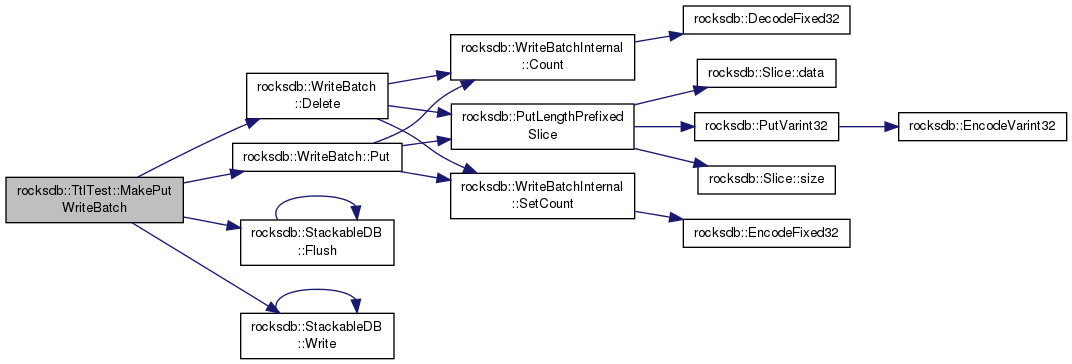 rocksdb::TtlTest::MakePut
WriteBatch
rocksdb::WriteBatch
::Delete
rocksdb::WriteBatch::Put
rocksdb::StackableDB
::Flush
rocksdb::StackableDB
::Write
rocksdb::WriteBatchInternal
::Count
rocksdb::PutLengthPrefixed
Slice
rocksdb::WriteBatchInternal
::SetCount
rocksdb::DecodeFixed32
rocksdb::Slice::data
rocksdb::PutVarint32
rocksdb::Slice::size
rocksdb::EncodeFixed32
rocksdb::EncodeVarint32